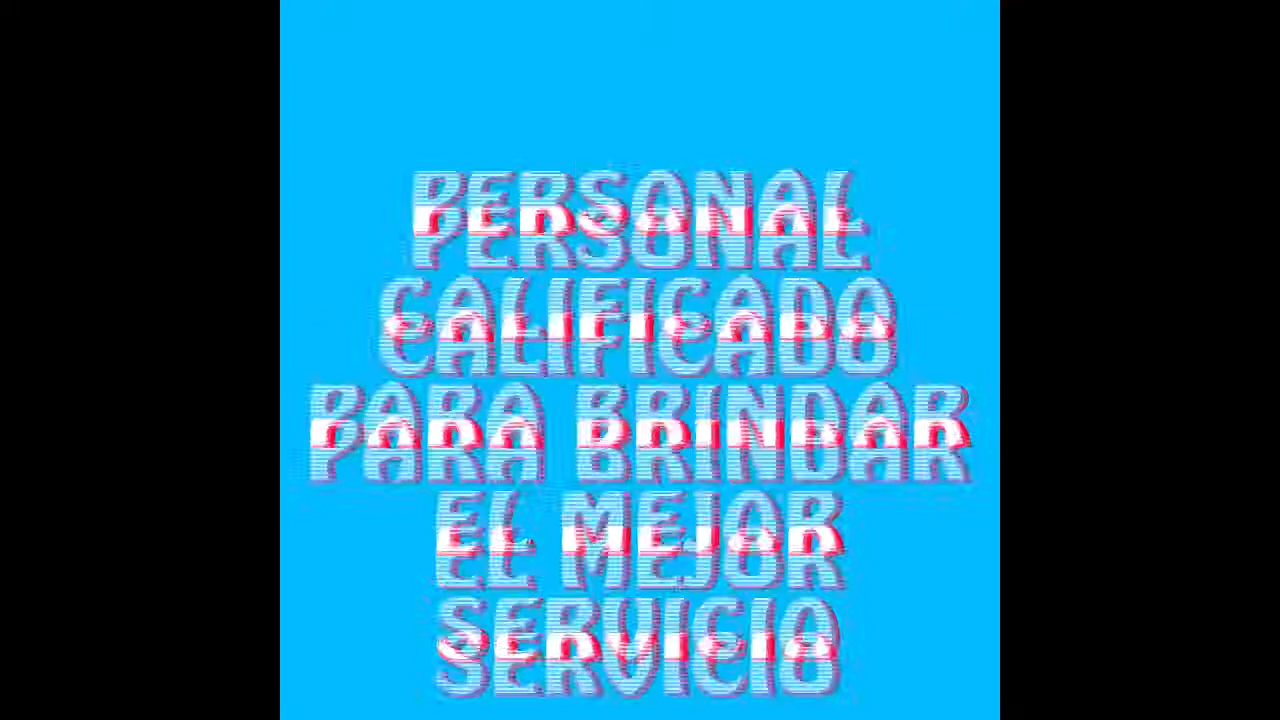 PERSONAL
CALIFICADO
PARA BRINDAR
EL MEJOR
SERVICIO